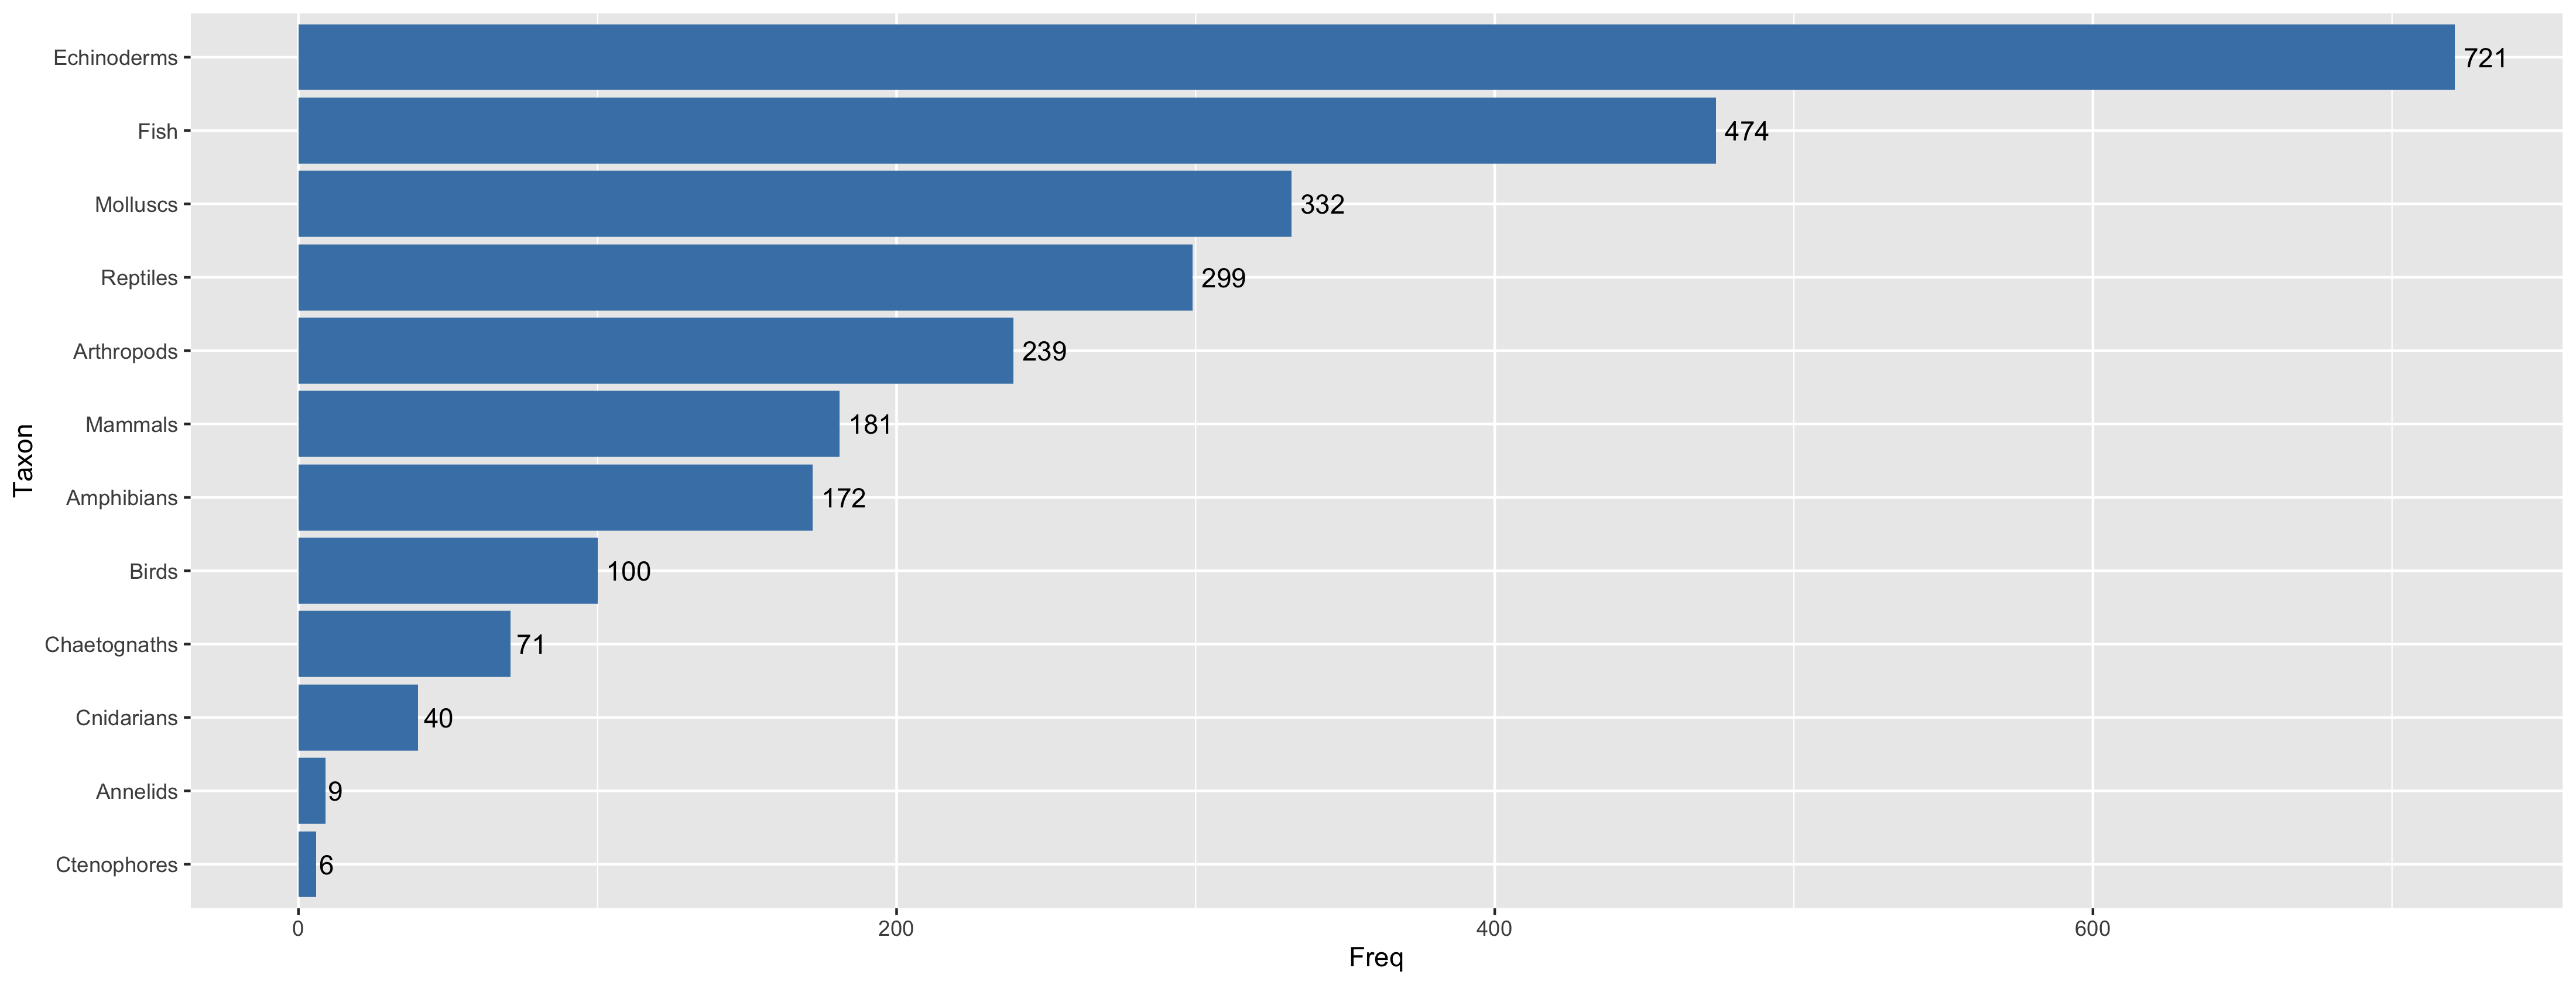 Echinoderms 721
Fish 474
Molluscs 332
Reptiles 299
Arthropods 239
Mammals 181
Amphibians 172
Birds 100
Chaetognaths 71
Cnidarians 40
Annelids 9
Ctenophores 6
Taxon
0 200 400 600
Freq